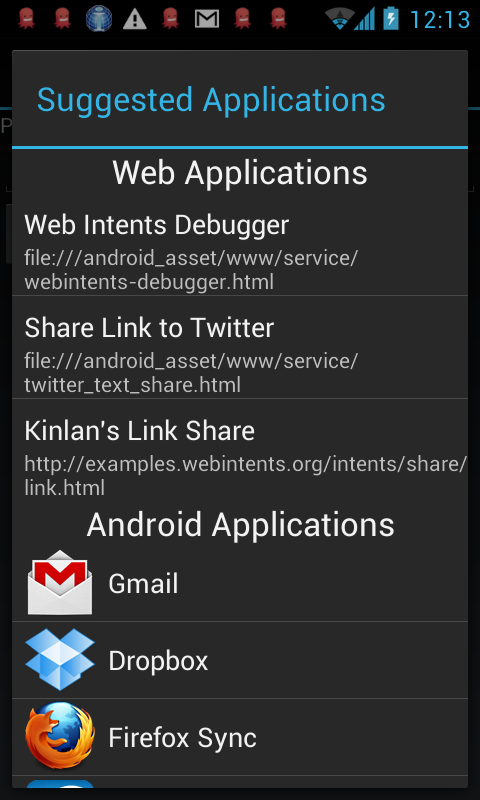 12:13
Suggested Applications
P
Web Applications
Web Intents Debugger
file:///android_asset/www/service/
webintents-debugger.html
Share Link to Twitter
file:///android_asset/www/service/
twitter_text_share.html
Kinlan's Link Share
http://examples.webintents.org/intents/share/
link.html
Android Applications
Gmail
Dropbox
Firefox Sync